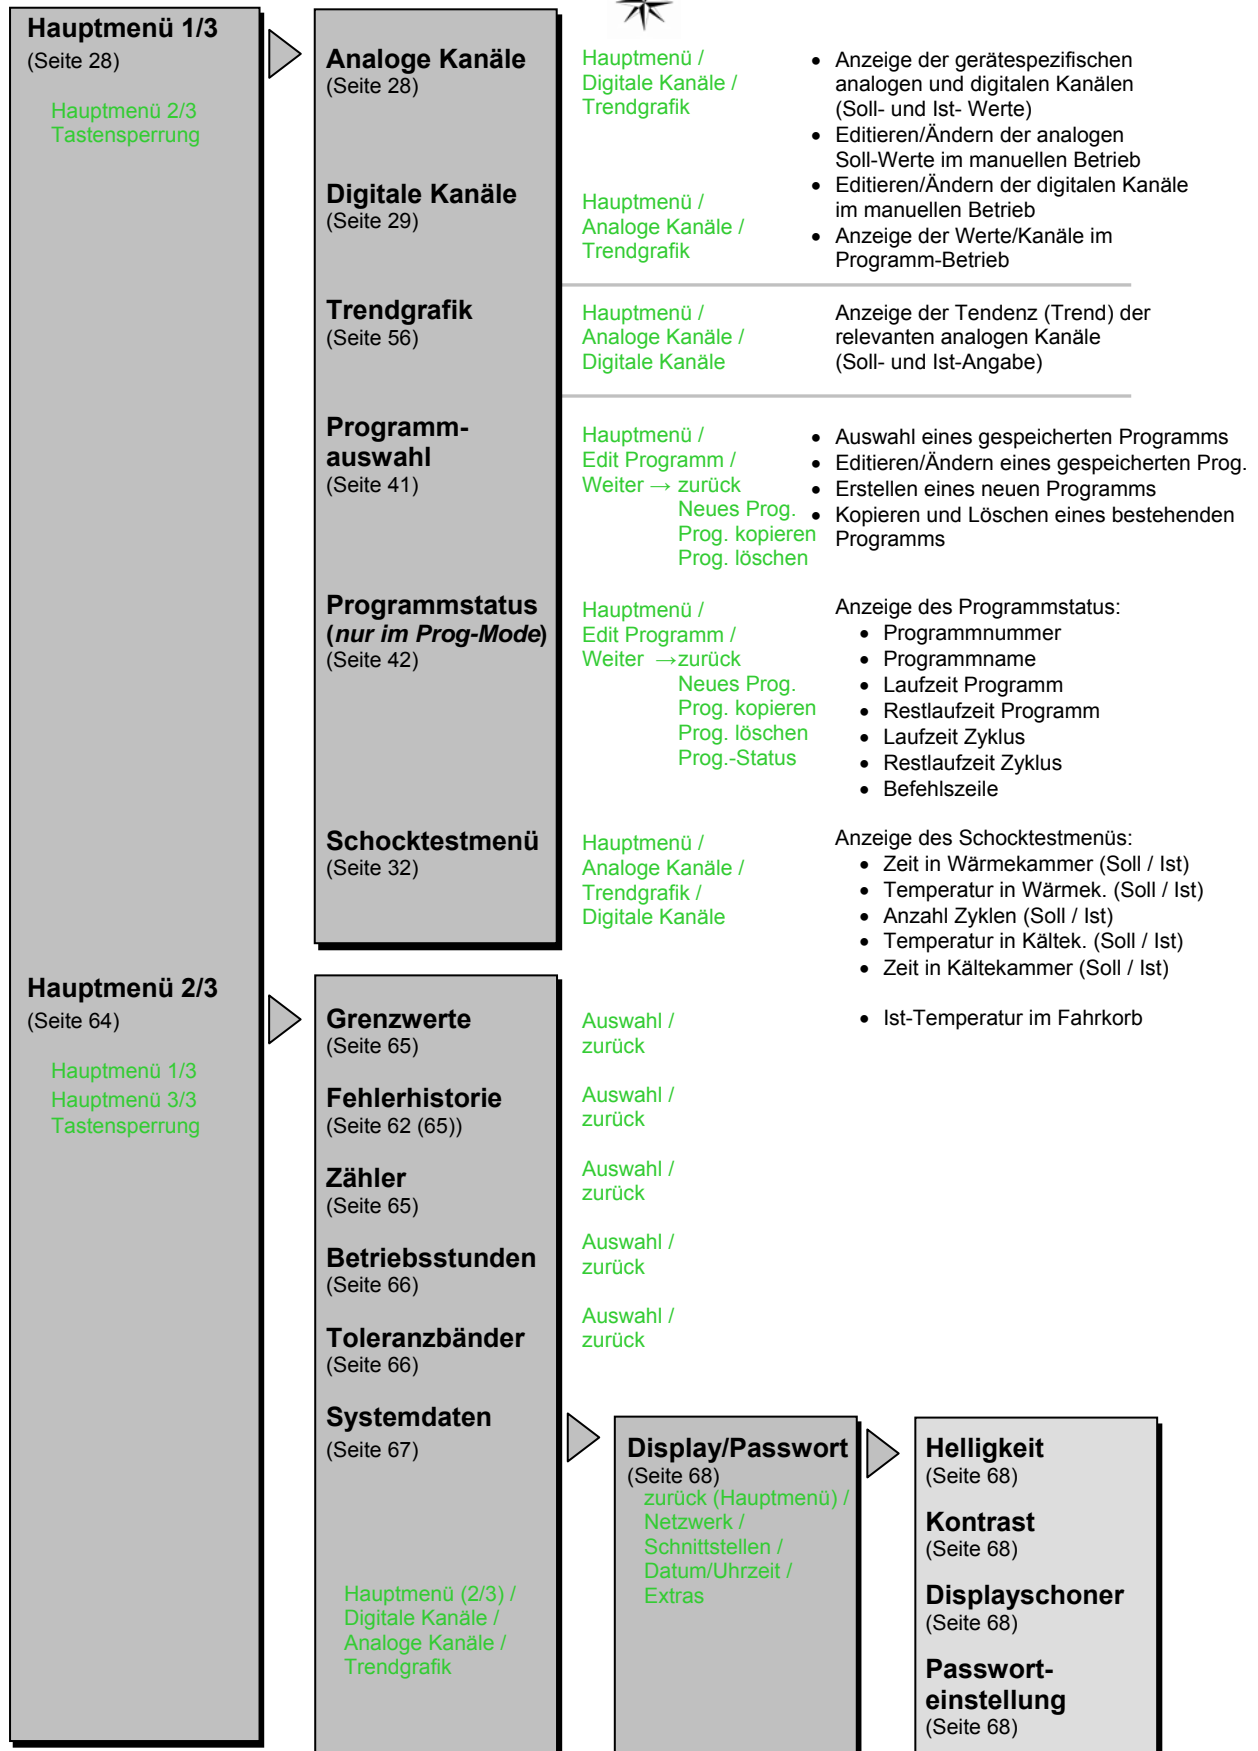 Hauptmenü 1/3
(Seite 28)
Hauptmenü 2/3
Tastensperrung
Analoge Kanäle
(Seite 28)
Hauptmenü /
Digitale Kanäle /
Trendgrafik
• Anzeige der gerätespezifischen
analogen und digitalen Kanälen
(Soll- und Ist- Werte)
• Editieren/Ändern der analogen
Soll-Werte im manuellen Betrieb
• Editieren/Ändern der digitalen Kanäle
im manuellen Betrieb
• Anzeige der Werte/Kanäle im
Programm-Betrieb
Digitale Kanäle
(Seite 29)
Hauptmenü /
Analoge Kanäle /
Trendgrafik
Trendgrafik
(Seite 56)
Hauptmenü /
Analoge Kanäle /
Digitale Kanäle
Anzeige der Tendenz (Trend) der
relevanten analogen Kanäle
(Soll- und Ist-Angabe)
Programm-
auswahl
(Seite 41)
Hauptmenü /
Edit Programm /
Weiter → zurück
Neues Prog.
Prog. kopieren
Prog. löschen
• Auswahl eines gespeicherten Programms
• Editieren/Ändern eines gespeicherten Prog.
• Erstellen eines neuen Programms
• Kopieren und Löschen eines bestehenden
Programms
Programmstatus
(nur im Prog-Mode)
(Seite 42)
Hauptmenü /
Edit Programm /
Weiter →zurück
Neues Prog.
Prog. kopieren
Prog. löschen
Prog.-Status
Anzeige des Programmstatus:
• Programmnummer
• Programmname
• Laufzeit Programm
• Restlaufzeit Programm
• Laufzeit Zyklus
• Restlaufzeit Zyklus
• Befehlszeile
Schocktestmenü
(Seite 32)
Hauptmenü /
Analoge Kanäle /
Trendgrafik /
Digitale Kanäle
Anzeige des Schocktestmenüs:
• Zeit in Wärmekammer (Soll / Ist)
• Temperatur in Wärmek. (Soll / Ist)
• Anzahl Zyklen (Soll / Ist)
• Temperatur in Kältek. (Soll / Ist)
• Zeit in Kältekammer (Soll / Ist)
• Ist-Temperatur im Fahrkorb
Hauptmenü 2/3
(Seite 64)
Hauptmenü 1/3
Hauptmenü 3/3
Tastensperrung
Grenzwerte
(Seite 65)
Auswahl /
zurück
Fehlerhistorie
(Seite 62 (65))
Auswahl /
zurück
Zähler
(Seite 65)
Auswahl /
zurück
Betriebsstunden
(Seite 66)
Auswahl /
zurück
Toleranzbänder
(Seite 66)
Auswahl /
zurück
Systemdaten
(Seite 67)
Hauptmenü (2/3) /
Digitale Kanäle /
Analoge Kanäle /
Trendgrafik
Display/Passwort
(Seite 68)
zurück (Hauptmenü) /
Netzwerk /
Schnittstellen /
Datum/Uhrzeit /
Extras
Helligkeit
(Seite 68)
Kontrast
(Seite 68)
Displayschoner
(Seite 68)
Passwort-
einstellung
(Seite 68)